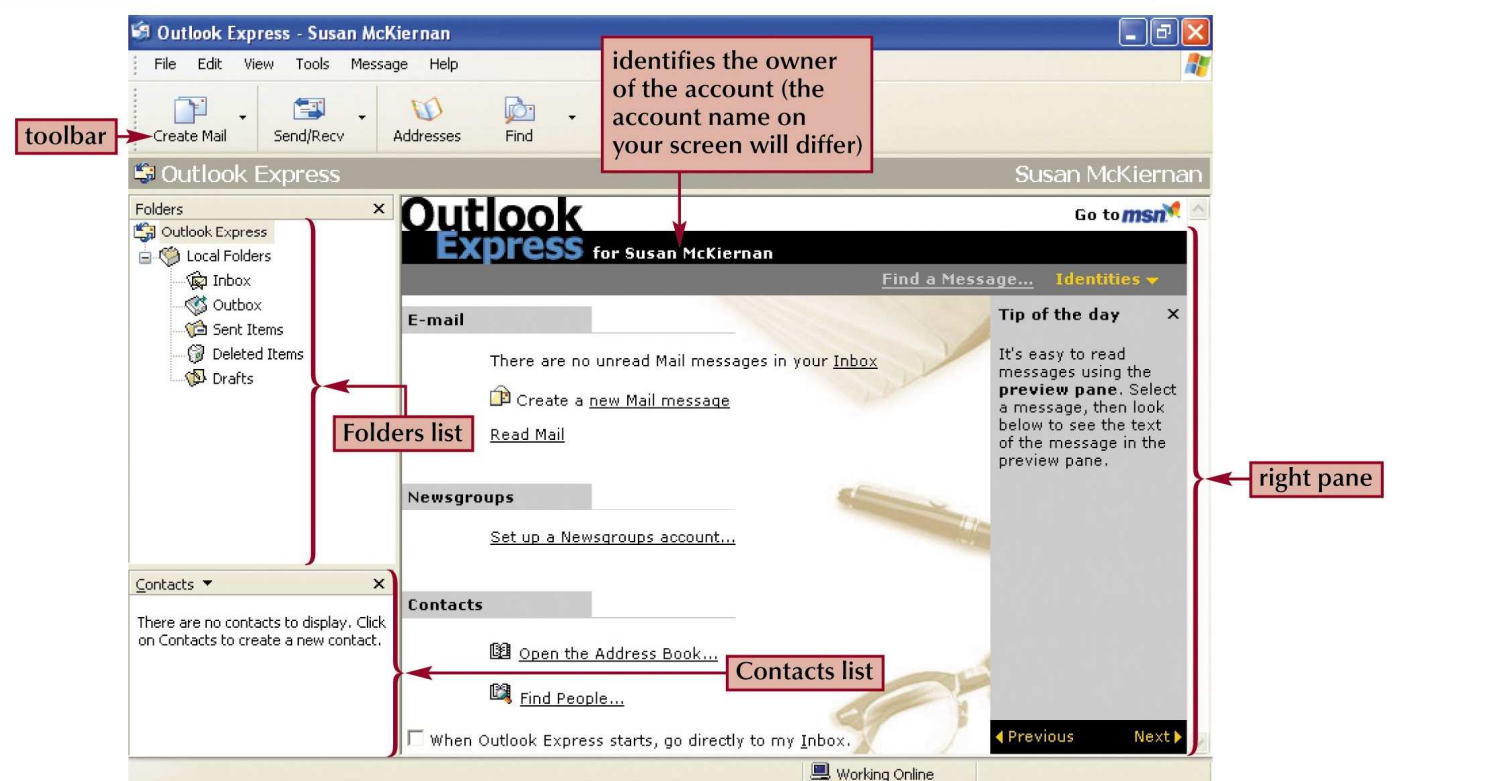 Outlook Express - Susan McKiernan
File Edit View Tools Message Help
identifies the owner
of the account (the
account name on
your screen will differ)
toolbar
Create Mail Send/Recv Addresses Find
Outlook Express Susan McKiernan
Folders
Outlook Express
Local Folders
Inbox
Outbox
Sent Items
Deleted Items
Drafts
Folders list
Contacts
There are no contacts to display. Click
on Contacts to create a new contact.
Outlook
Express for Susan McKiernan
Go to msn
Find a Message... Identities
E-mail
There are no unread Mail messages in your Inbox
Create a new Mail message
Read Mail
Newsgroups
Set up a Newsgroups account...
Contacts
Open the Address Book...
Contacts list
Find People...
When Outlook Express starts, go directly to my Inbox.
Tip of the day
It's easy to read
messages using the
preview pane. Select
a message, then look
below to see the text
of the message in the
preview pane.
Previous Next
right pane
Working Online